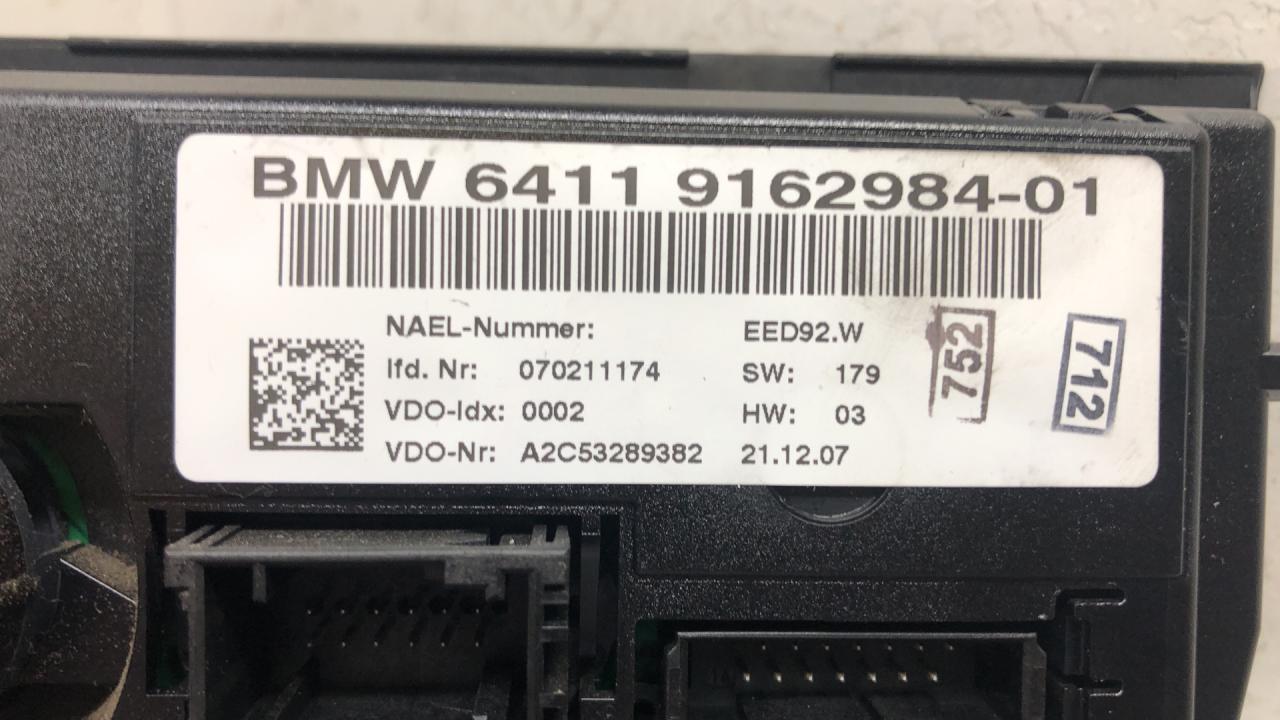 BMW 6411 9162984-01
NAEL-Nummer: EED92.W
lfd. Nr: 070211174 SW: 179
VDO-Idx: 0002 HW: 03
VDO-Nr: A2C53289382 21.12.07
752
712